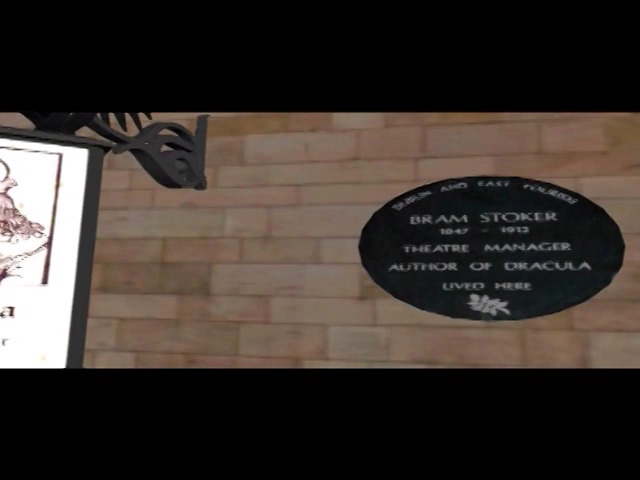 DUBLIN AND EAST TOURISM
BRAM STOKER
1847 - 1912
THEATRE MANAGER
AUTHOR OF DRACULA
LIVED HERE
a
r